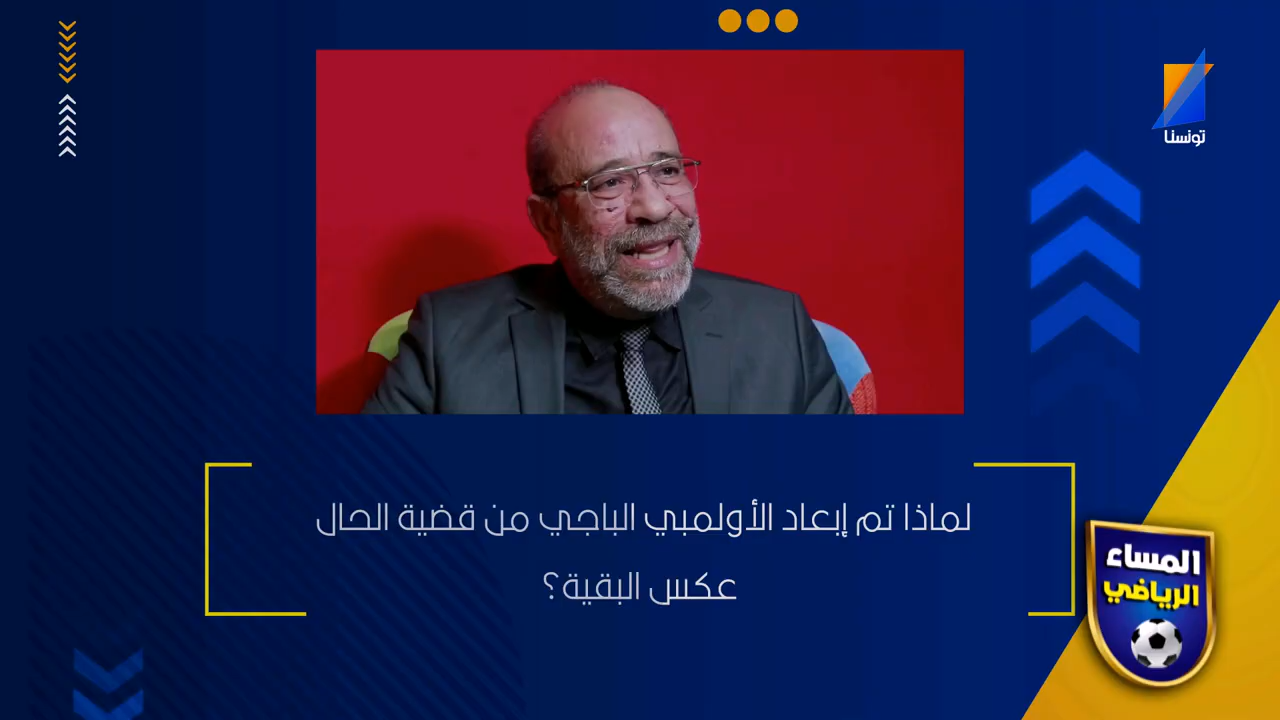 تونسنا
لماذا تم إبعاد الأولمبي الباجي من قضية الحال
عكس البقية؟
المساء
الرياضي